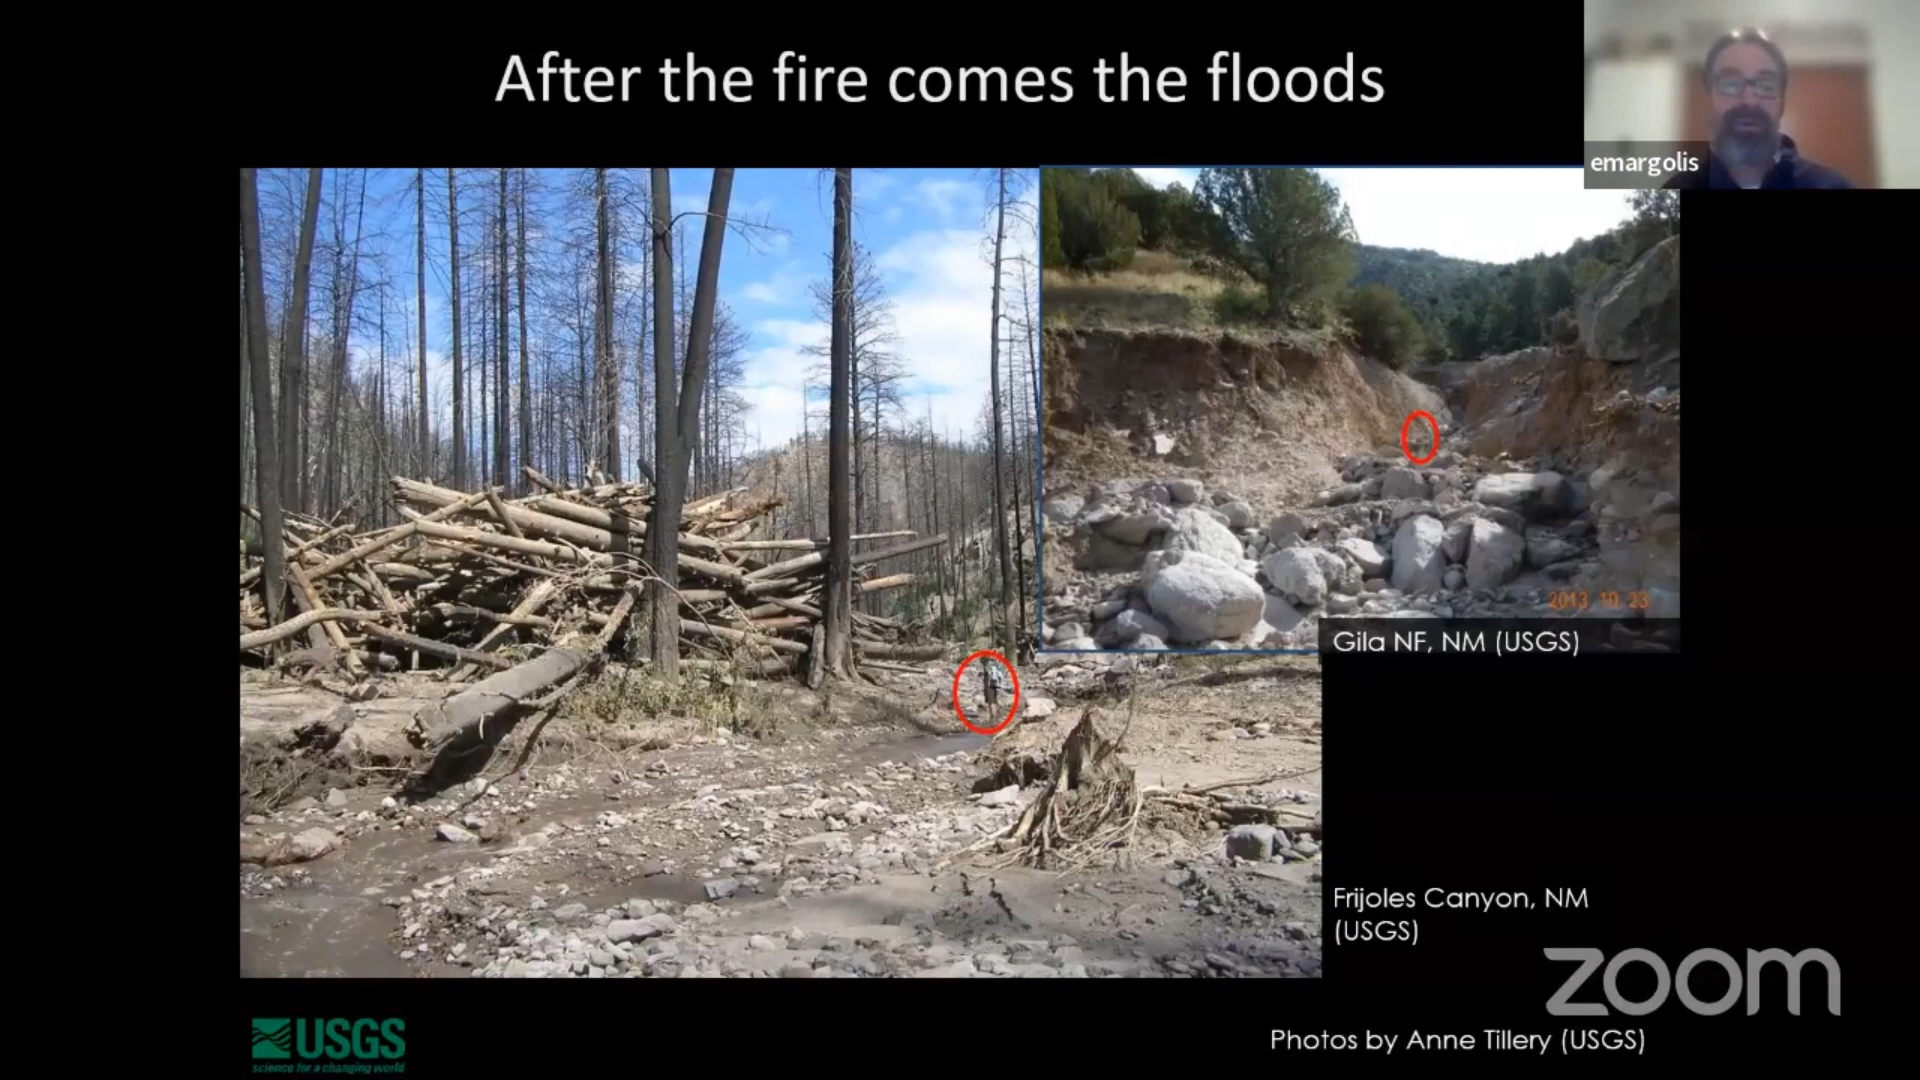 After the fire comes the floods
emargolis
2013 10 23
Gila NF, NM (USGS)
Frijoles Canyon, NM
(USGS)
zoom
USGS
science for a changing world
Photos by Anne Tillery (USGS)